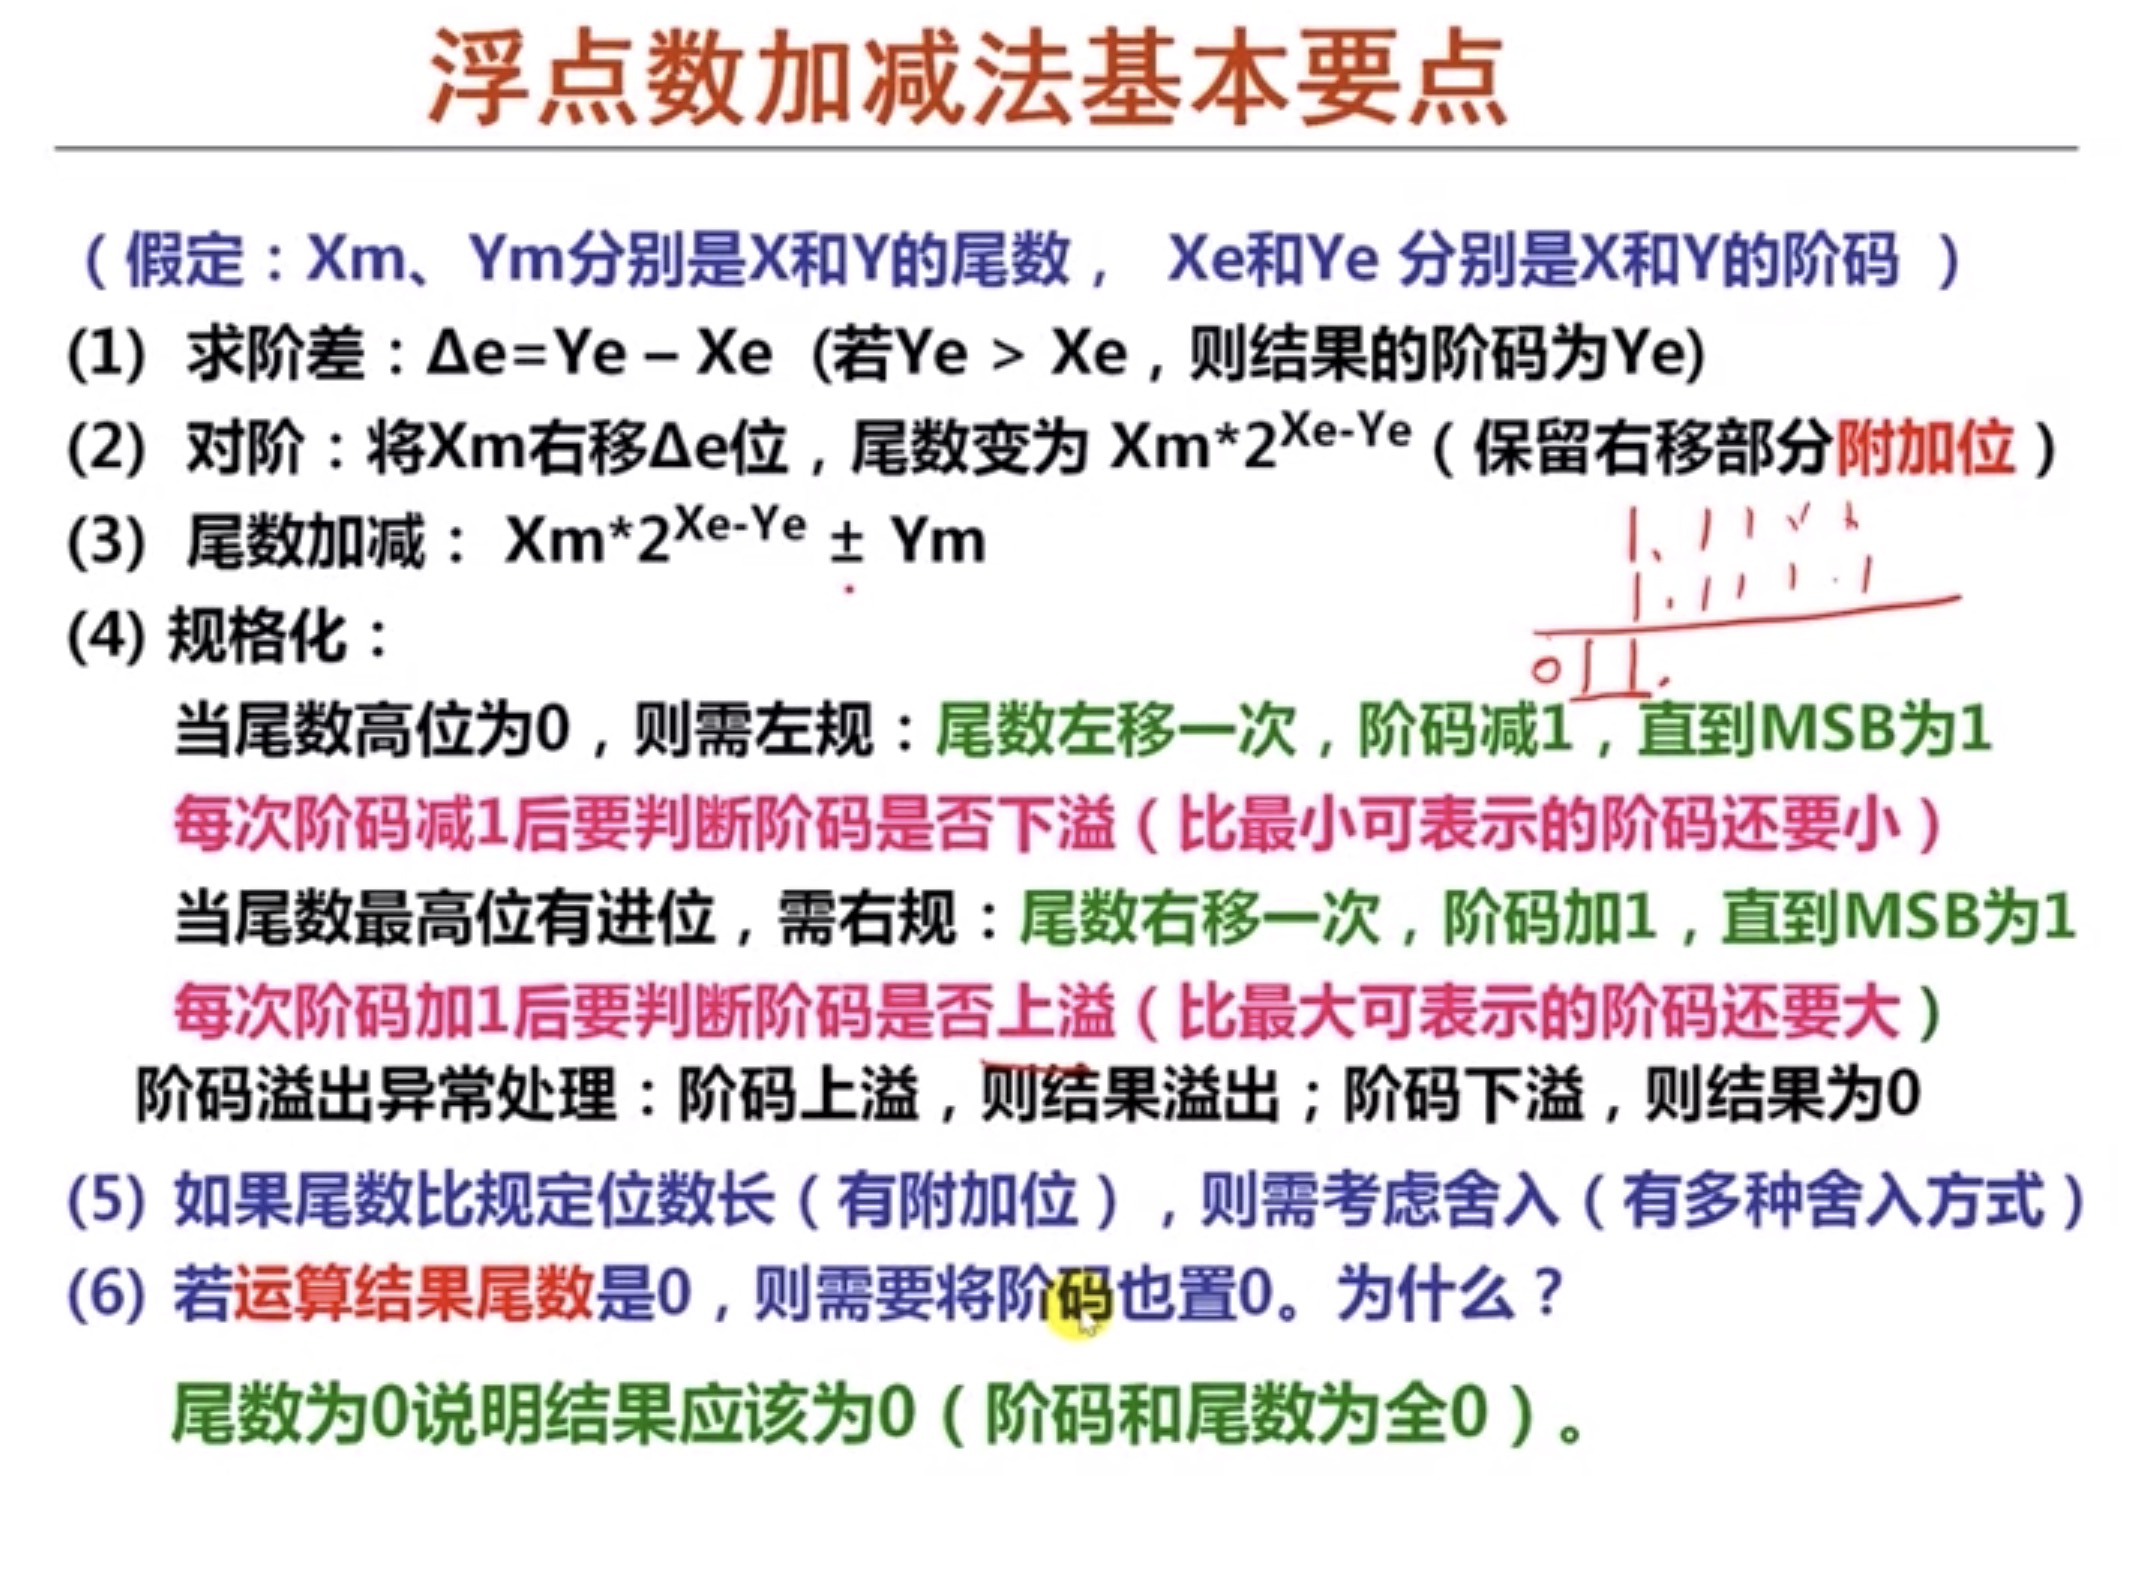 浮点数加减法基本要点
（假定：Xm、Ym分别是X和Y的尾数， Xe和Ye 分别是X和Y的阶码 ）
(1) 求阶差：Δe=Ye – Xe (若Ye > Xe，则结果的阶码为Ye)
(2) 对阶：将Xm右移Δe位，尾数变为 Xm*2^Xe-Ye（保留右移部分附加位）
(3) 尾数加减： Xm*2^Xe-Ye ± Ym
(4) 规格化：
当尾数高位为0，则需左规：尾数左移一次，阶码减1，直到MSB为1
每次阶码减1后要判断阶码是否下溢（比最小可表示的阶码还要小）
当尾数最高位有进位，需右规：尾数右移一次，阶码加1，直到MSB为1
每次阶码加1后要判断阶码是否上溢（比最大可表示的阶码还要大）
阶码溢出异常处理：阶码上溢，则结果溢出；阶码下溢，则结果为0
(5) 如果尾数比规定位数长（有附加位），则需考虑舍入（有多种舍入方式）
(6) 若运算结果尾数是0，则需要将阶码也置0。为什么？
尾数为0说明结果应该为0（阶码和尾数为全0）。